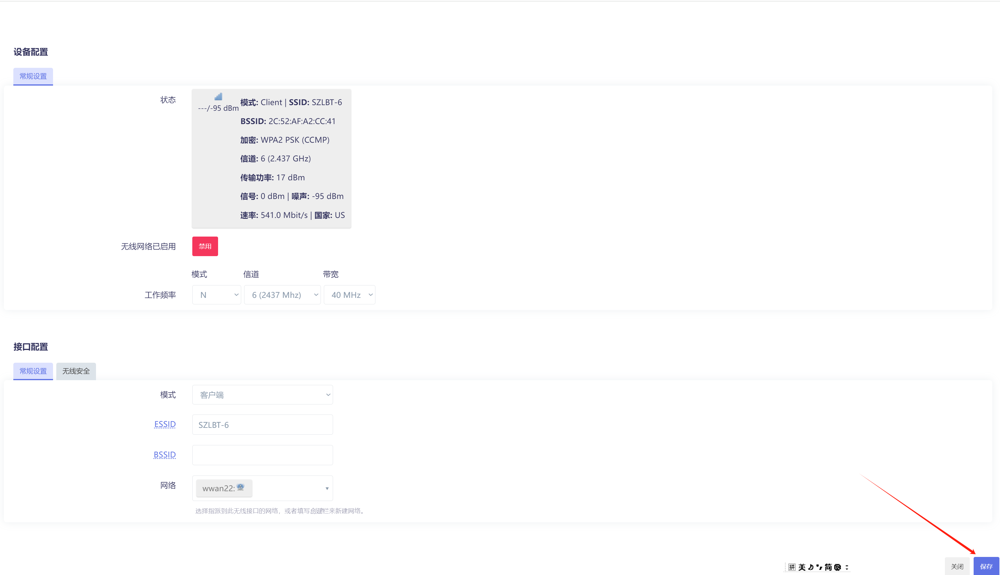 设备配置
常规设置
状态
---/-95 dBm
模式: Client | SSID: SZLBT-6
BSSID: 2C:52:AF:A2:CC:41
加密: WPA2 PSK (CCMP)
信道: 6 (2.437 GHz)
传输功率: 17 dBm
信号: 0 dBm | 噪声: -95 dBm
速率: 541.0 Mbit/s | 国家: US
无线网络已启用 禁用
模式 信道 带宽
工作频率 N 6 (2437 Mhz) 40 MHz
接口配置
常规设置 无线安全
模式 客户端
ESSID SZLBT-6
BSSID
网络 wwan22:
选择指派到此无线接口的网络，或者填写创建栏来新建网络。
拼 英 简
关闭 保存